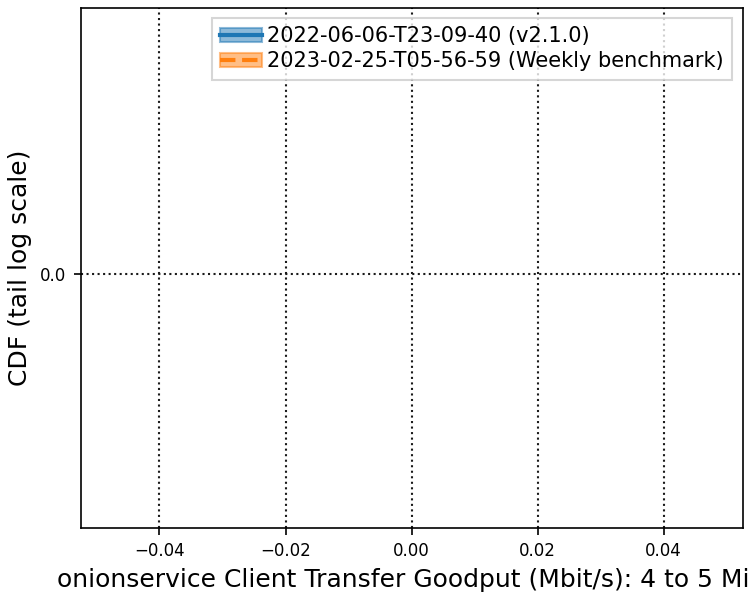 2022-06-06-T23-09-40 (v2.1.0)
2023-02-25-T05-56-59 (Weekly benchmark)
CDF (tail log scale)
0.0
−0.04 −0.02 0.00 0.02 0.04
onionservice Client Transfer Goodput (Mbit/s): 4 to 5 Mi